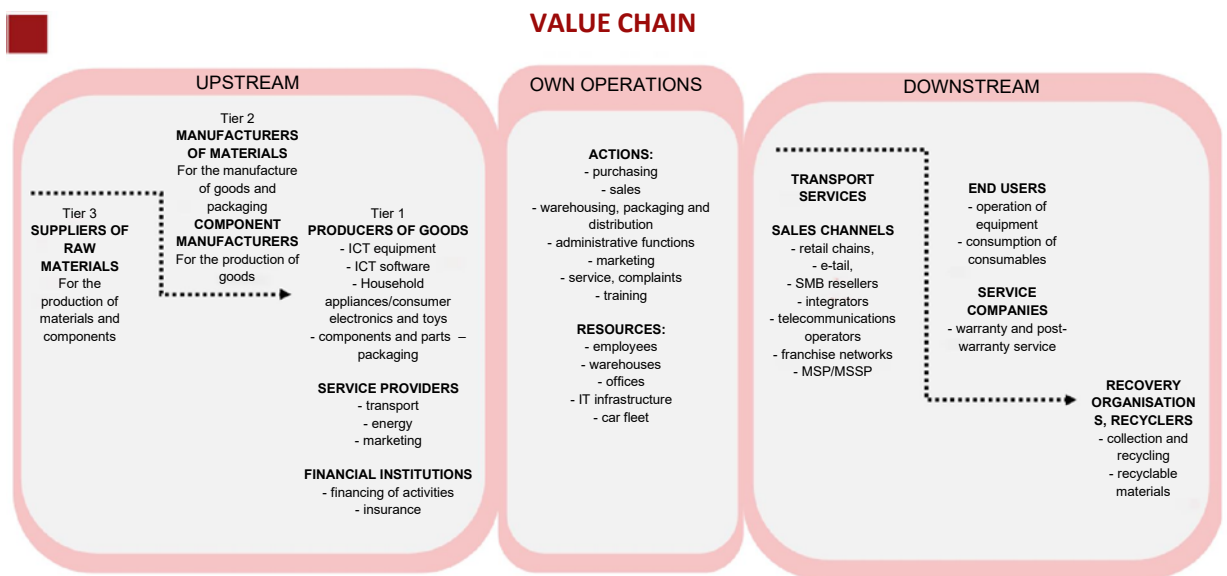 VALUE CHAIN
UPSTREAM
Tier 3
SUPPLIERS OF
RAW
MATERIALS
For the
production of
materials and
components
Tier 2
MANUFACTURERS
OF MATERIALS
For the manufacture
of goods and
packaging
COMPONENT
MANUFACTURERS
For the production of
goods
Tier 1
PRODUCERS OF GOODS
- ICT equipment
- ICT software
- Household
appliances/consumer
electronics and toys
- components and parts –
packaging
SERVICE PROVIDERS
- transport
- energy
- marketing
FINANCIAL INSTITUTIONS
- financing of activities
- insurance
OWN OPERATIONS
ACTIONS:
- purchasing
- sales
- warehousing, packaging and
distribution
- administrative functions
- marketing
- service, complaints
- training
RESOURCES:
- employees
- warehouses
- offices
- IT infrastructure
- car fleet
DOWNSTREAM
TRANSPORT
SERVICES
SALES CHANNELS
- retail chains,
- e-tail,
- SMB resellers
- integrators
- telecommunications
operators
- franchise networks
- MSP/MSSP
END USERS
- operation of
equipment
- consumption of
consumables
SERVICE
COMPANIES
- warranty and post-
warranty service
RECOVERY
ORGANISATION
S, RECYCLERS
- collection and
recycling
- recyclable
materials